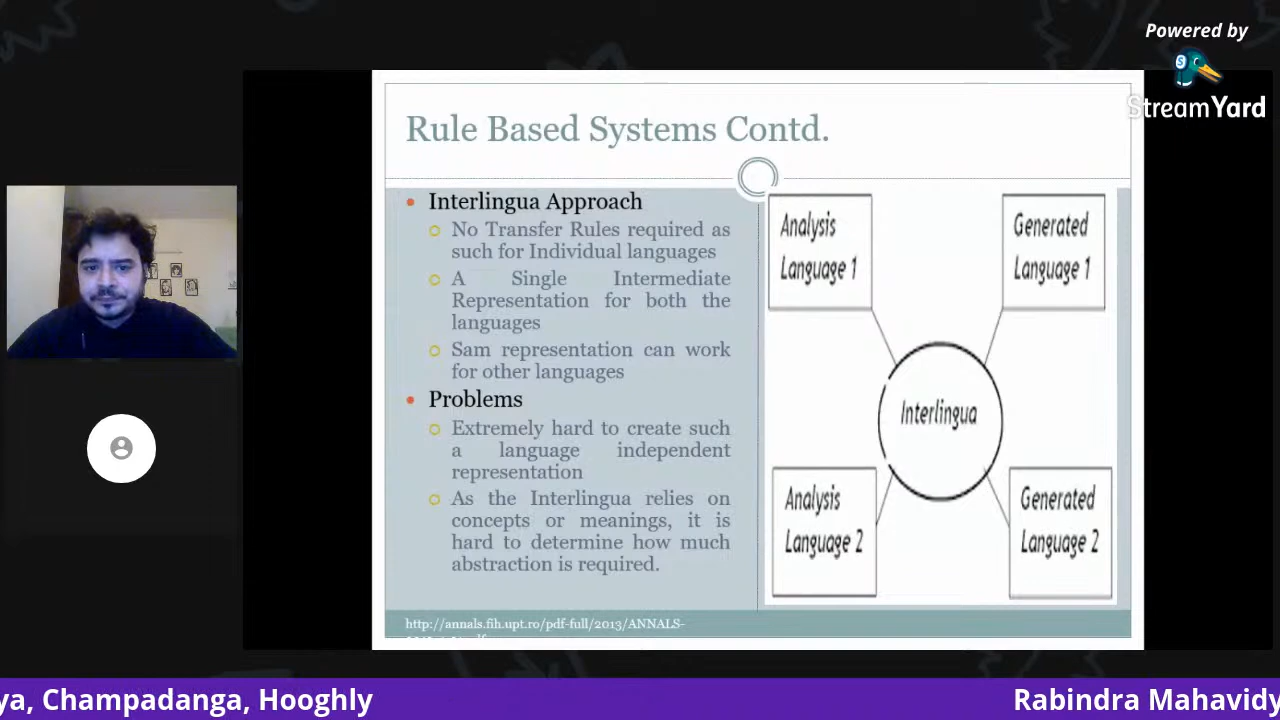 Powered by
StreamYard
Rule Based Systems Contd.
Interlingua Approach
No Transfer Rules required as
such for Individual languages
A Single Intermediate
Representation for both the
languages
Sam representation can work
for other languages
Problems
Extremely hard to create such
a language independent
representation
As the Interlingua relies on
concepts or meanings, it is
hard to determine how much
abstraction is required.
Analysis
Language 1
Generated
Language 1
Interlingua
Analysis
Language 2
Generated
Language 2
http://annals.fih.upt.ro/pdf-full/2013/ANNALS-
ya, Champadanga, Hooghly
Rabindra Mahavidy